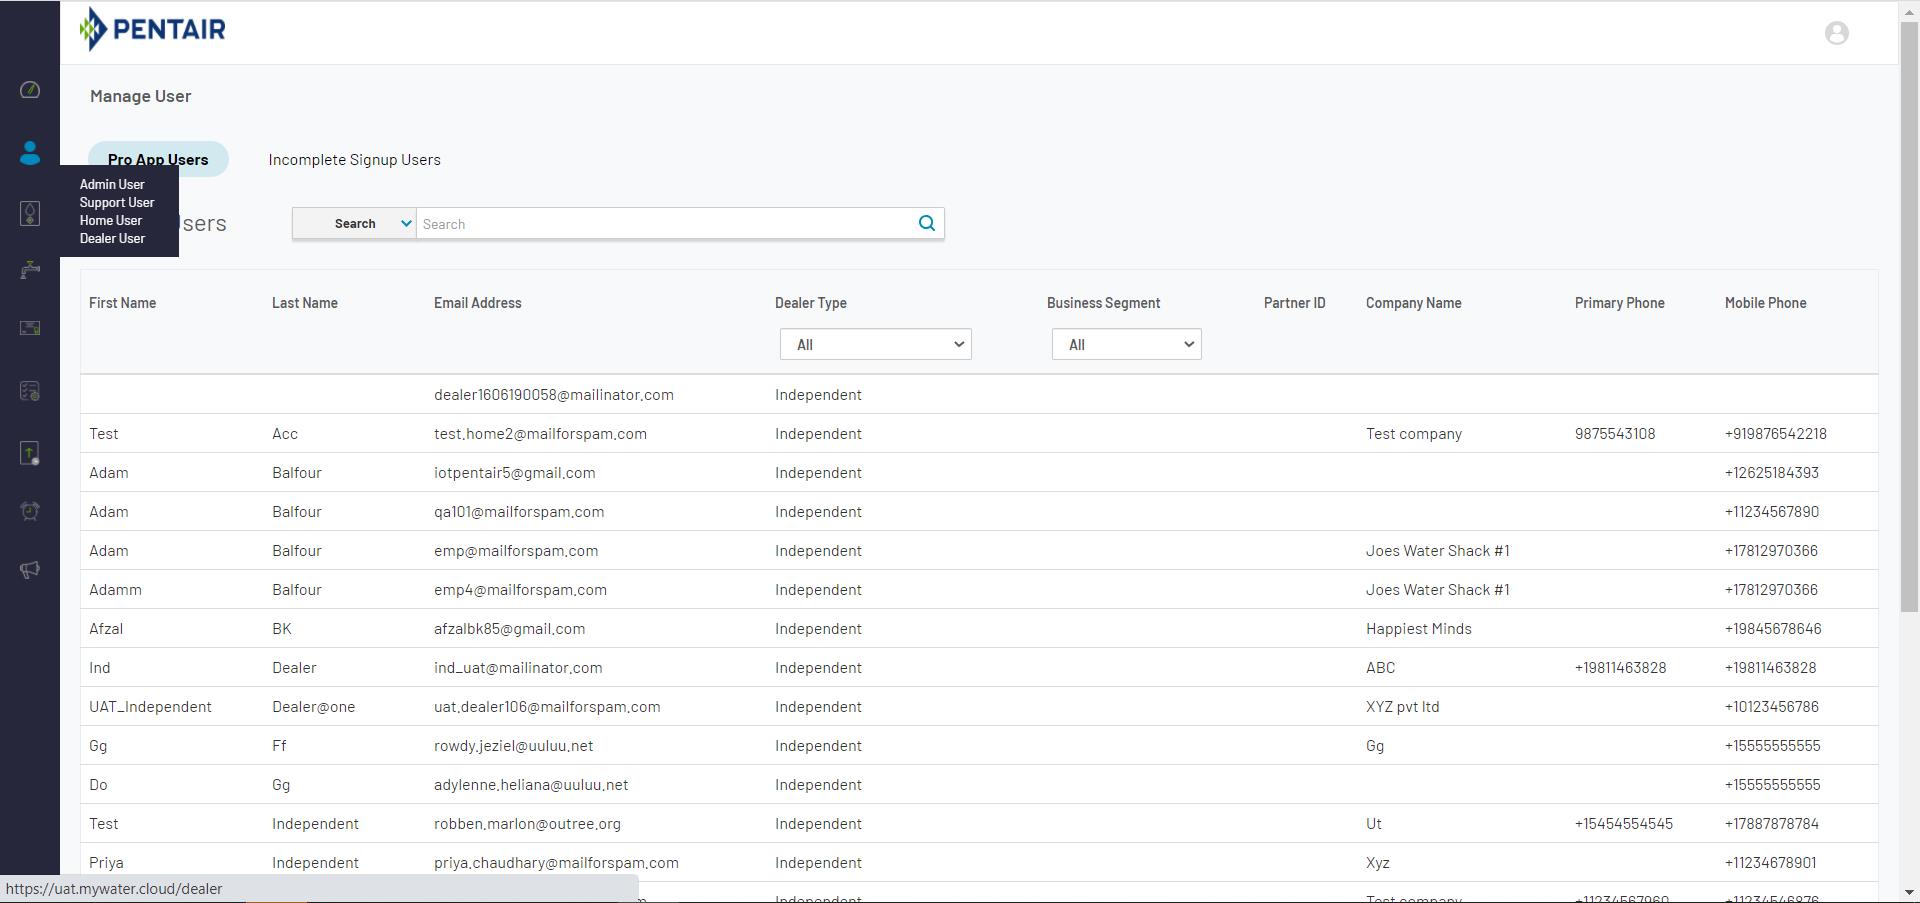 PENTAIR
Manage User
Pro App Users
Incomplete Signup Users
Admin User
Support User
Home User
Dealer User
sers
Search
Search
First Name Last Name Email Address Dealer Type Business Segment Partner ID Company Name Primary Phone Mobile Phone
All All
dealer1606190058@mailinator.com Independent
Test Acc test.home2@mailforspam.com Independent Test company 9875543108 +919876542218
Adam Balfour iotpentair5@gmail.com Independent +12625184393
Adam Balfour qa101@mailforspam.com Independent +11234567890
Adam Balfour emp@mailforspam.com Independent Joes Water Shack #1 +17812970366
Adamm Balfour emp4@mailforspam.com Independent Joes Water Shack #1 +17812970366
Afzal BK afzalbk85@gmail.com Independent Happiest Minds +19845678646
Ind Dealer ind_uat@mailinator.com Independent ABC +19811463828 +19811463828
UAT_Independent Dealer@one uat.dealer106@mailforspam.com Independent XYZ pvt ltd +10123456786
Gg Ff rowdy.jeziel@uuluu.net Independent Gg +15555555555
Do Gg adylenne.heliana@uuluu.net Independent +15555555555
Test Independent robben.marlon@outree.org Independent Ut +15454554545 +17887878784
Priya Independent priya.chaudhary@mailforspam.com Independent Xyz +11234678901
Independent Test company
https://uat.mywater.cloud/dealer